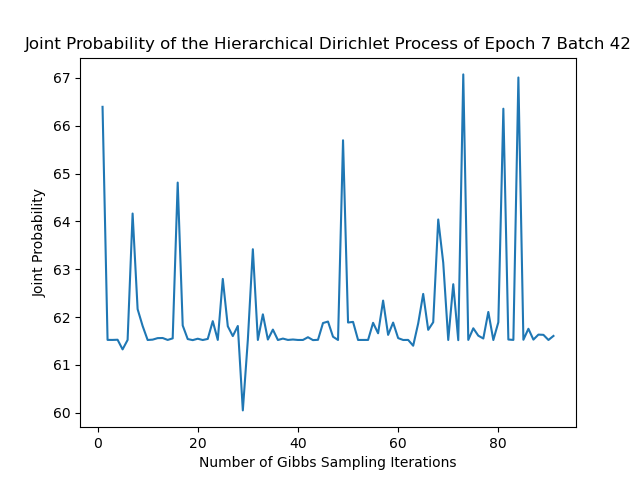 Joint Probability of the Hierarchical Dirichlet Process of Epoch 7 Batch 42
67
66
65
64
63
62
61
60
Joint Probability
0 20 40 60 80
Number of Gibbs Sampling Iterations